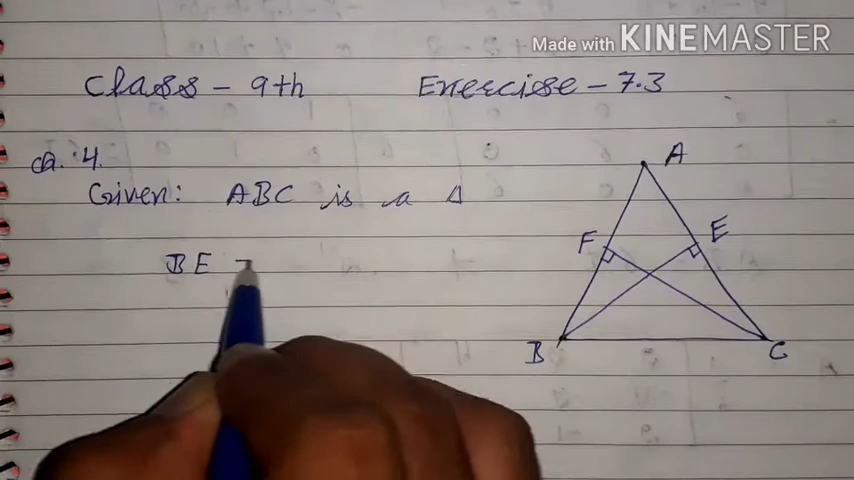 Made with KINEMASTER
Class - 9th Exercise - 7.3
Q. 4.
Given: ABC is a Δ
BE =
A
F
E
B
C